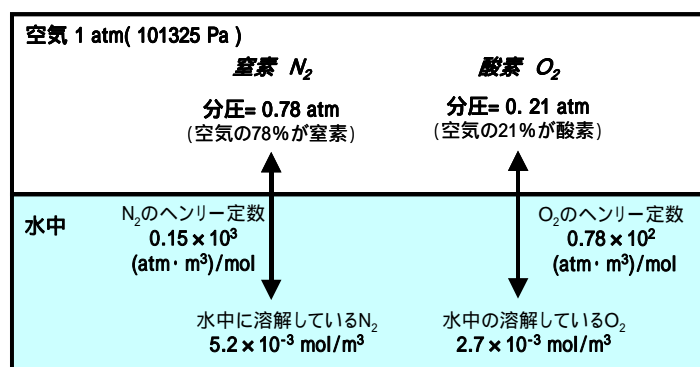 空気 1 atm( 101325 Pa )
窒素 N₂
酸素 O₂
分圧= 0.78 atm
(空気の78%が窒素)
分圧= 0. 21 atm
(空気の21%が酸素)
水中
N₂のヘンリー定数
0.15×10³
(atm・m³)/mol
O₂のヘンリー定数
0.78×10²
(atm・m³)/mol
水中に溶解しているN₂
5.2×10⁻³ mol/m³
水中の溶解しているO₂
2.7×10⁻³ mol/m³